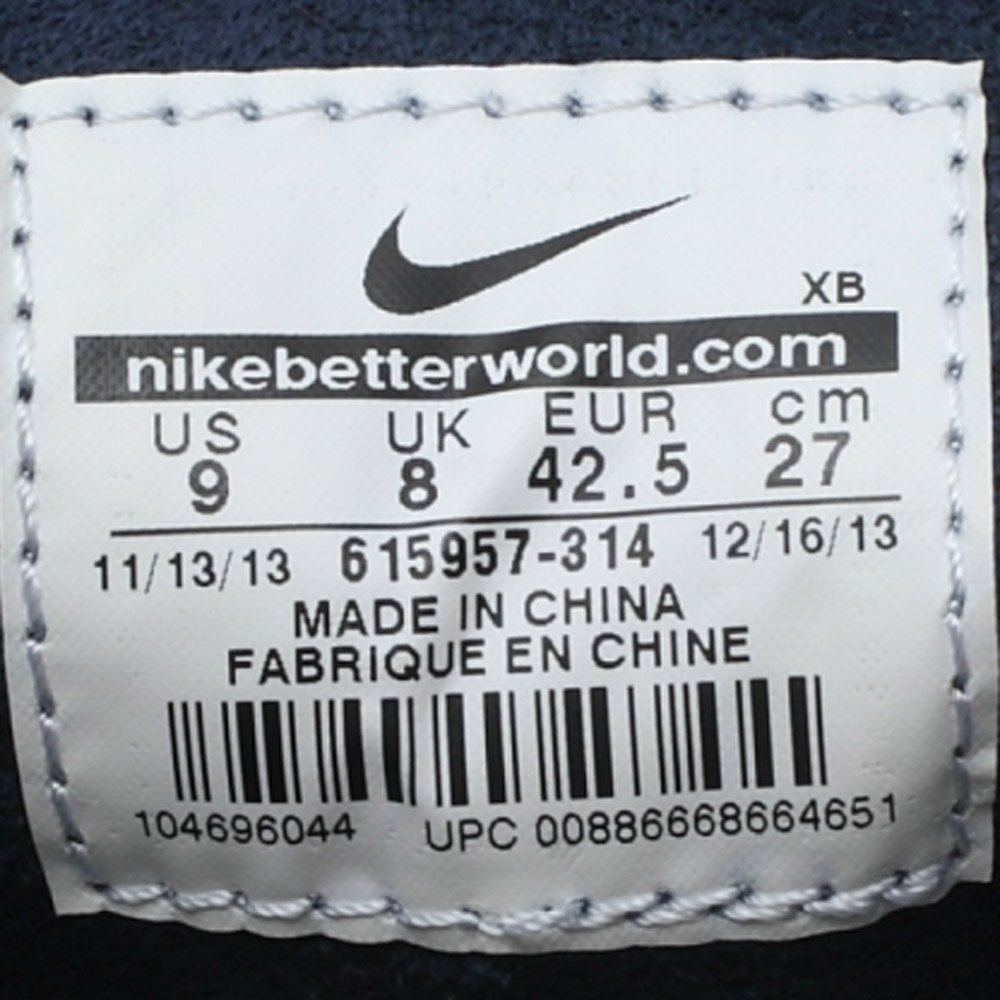 XB
nikebetterworld.com
US UK EUR cm
9 8 42.5 27
11/13/13 615957-314 12/16/13
MADE IN CHINA
FABRIQUE EN CHINE
104696044 UPC 00886668664651